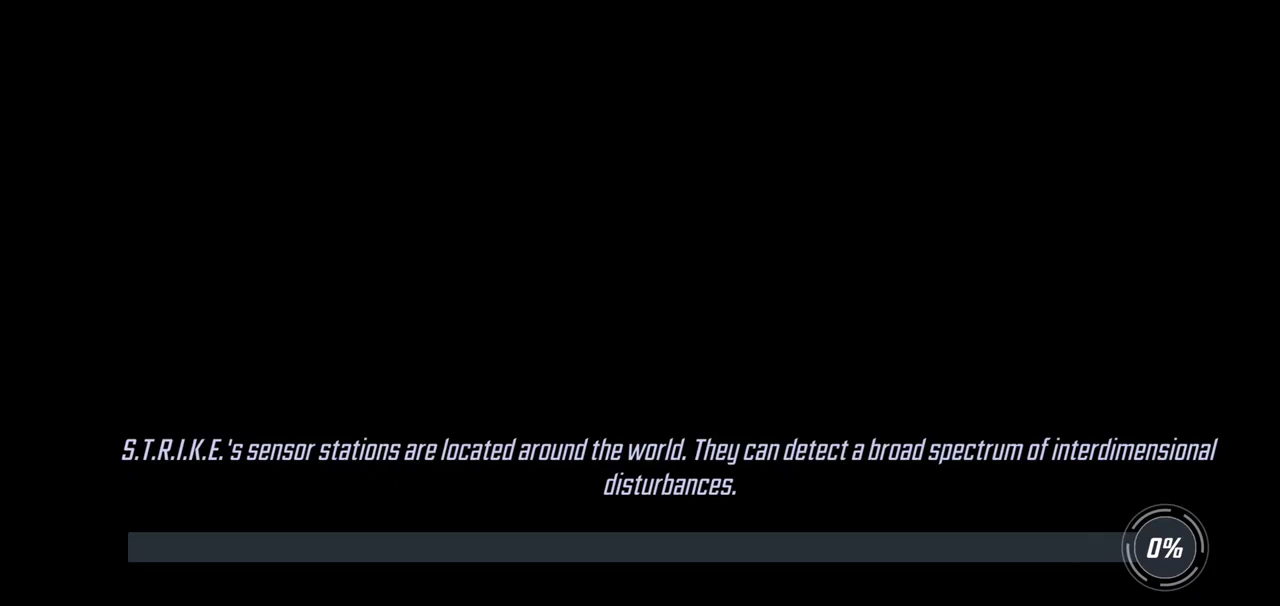 S.T.R.I.K.E.'s sensor stations are located around the world. They can detect a broad spectrum of interdimensional
disturbances.
0%